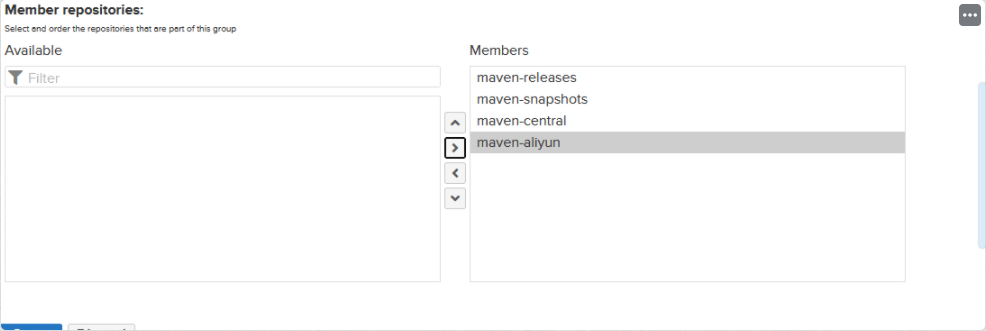 Member repositories:
Select and order the repositories that are part of this group
Available
Members
Filter
maven-releases
maven-snapshots
maven-central
maven-aliyun